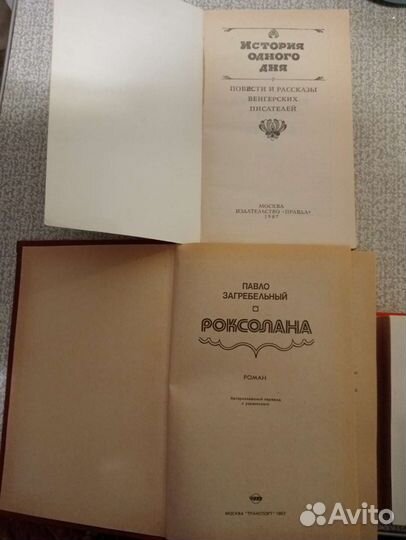 История
одного
дня
ПОВЕСТИ И РАССКАЗЫ
ВЕНГЕРСКИХ
ПИСАТЕЛЕЙ
МОСКВА
ИЗДАТЕЛЬСТВО «ПРАВДА»
1987
ПАВЛО
ЗАГРЕБЕЛЬНЫЙ
РОКСОЛАНА
РОМАН
Авторизованный перевод
с украинского
МОСКВА "ТРАНСПОРТ"
Avito